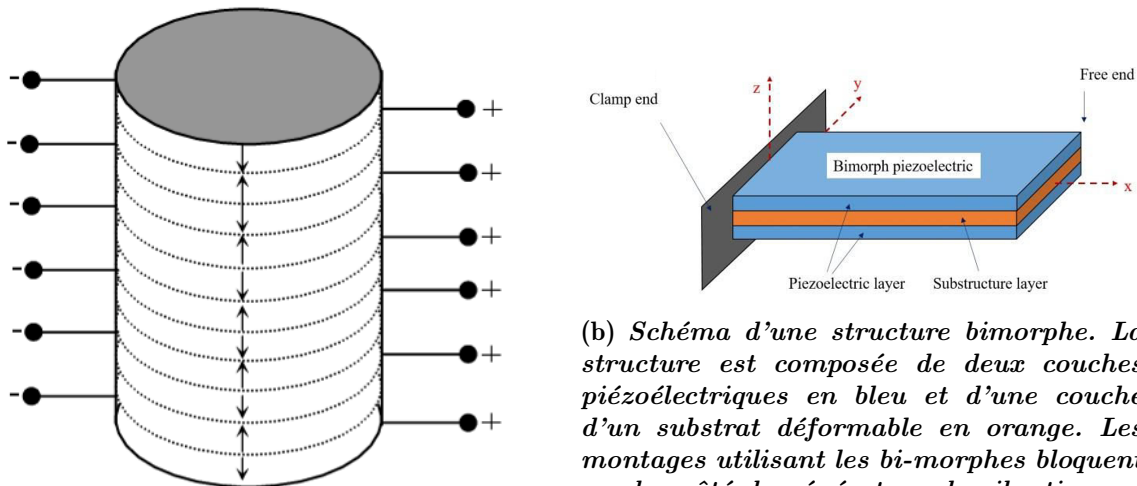 -
-
-
-
-
-
+
+
+
+
+
+
Clamp end
z
y
Free end
Bimorph piezoelectric
x
Piezoelectric layer
Substructure layer
(b) Schéma d'une structure bimorphe. La
structure est composée de deux couches
piézoélectriques en bleu et d'une couche
d'un substrat déformable en orange. Les
montages utilisant les bi-morphes bloquent